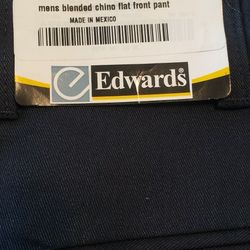 mens blended chino flat front pant
MADE IN MEXICO
e Edwards®